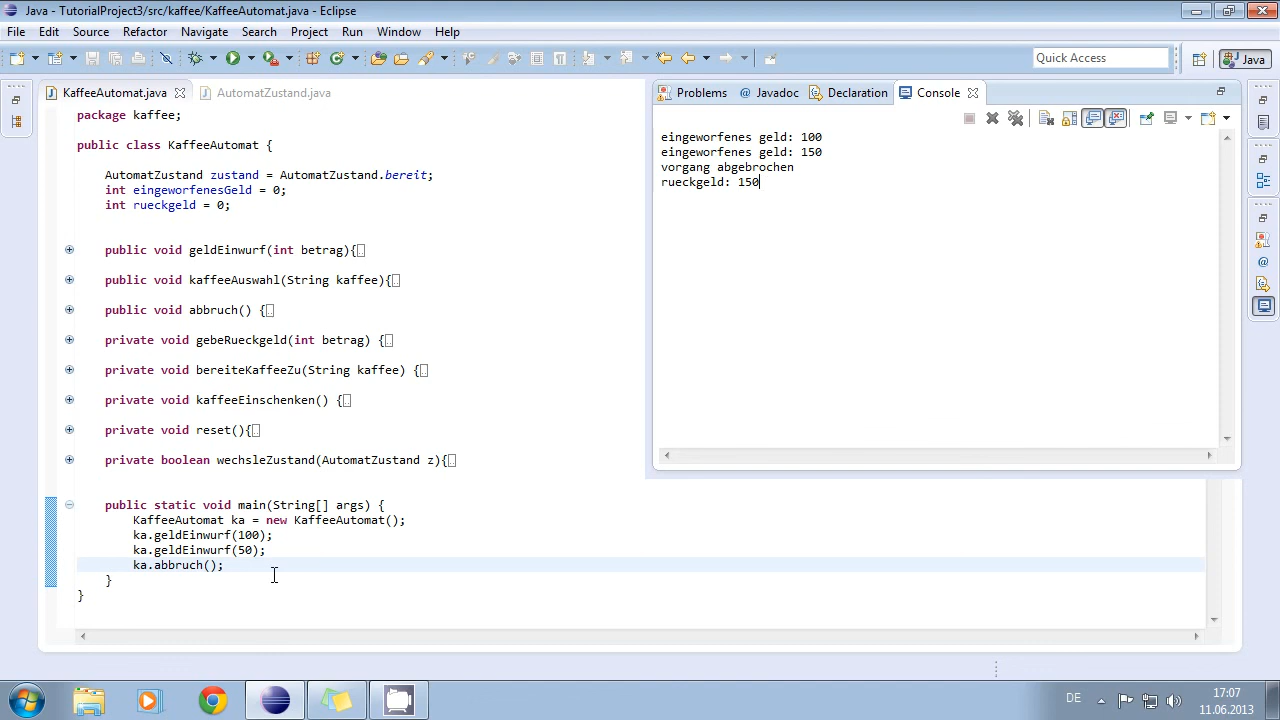 Java - TutorialProject3/src/kaffee/KaffeeAutomat.java - Eclipse
File Edit Source Refactor Navigate Search Project Run Window Help
Quick Access
Java
KaffeeAutomat.java
AutomatZustand.java
package kaffee;
public class KaffeeAutomat {
AutomatZustand zustand = AutomatZustand.bereit;
int eingeworfenesGeld = 0;
int rueckgeld = 0;
public void geldEinwurf(int betrag){
public void kaffeeAuswahl(String kaffee){
public void abbruch() {
private void gebeRueckgeld(int betrag) {
private void bereiteKaffeeZu(String kaffee) {
private void kaffeeEinschenken() {
private void reset(){
private boolean wechsleZustand(AutomatZustand z){
public static void main(String[] args) {
KaffeeAutomat ka = new KaffeeAutomat();
ka.geldEinwurf(100);
ka.geldEinwurf(50);
ka.abbruch();
}
}
Problems @ Javadoc Declaration Console
eingeworfenes geld: 100
eingeworfenes geld: 150
vorgang abgebrochen
rueckgeld: 150
DE
17:07
11.06.2013